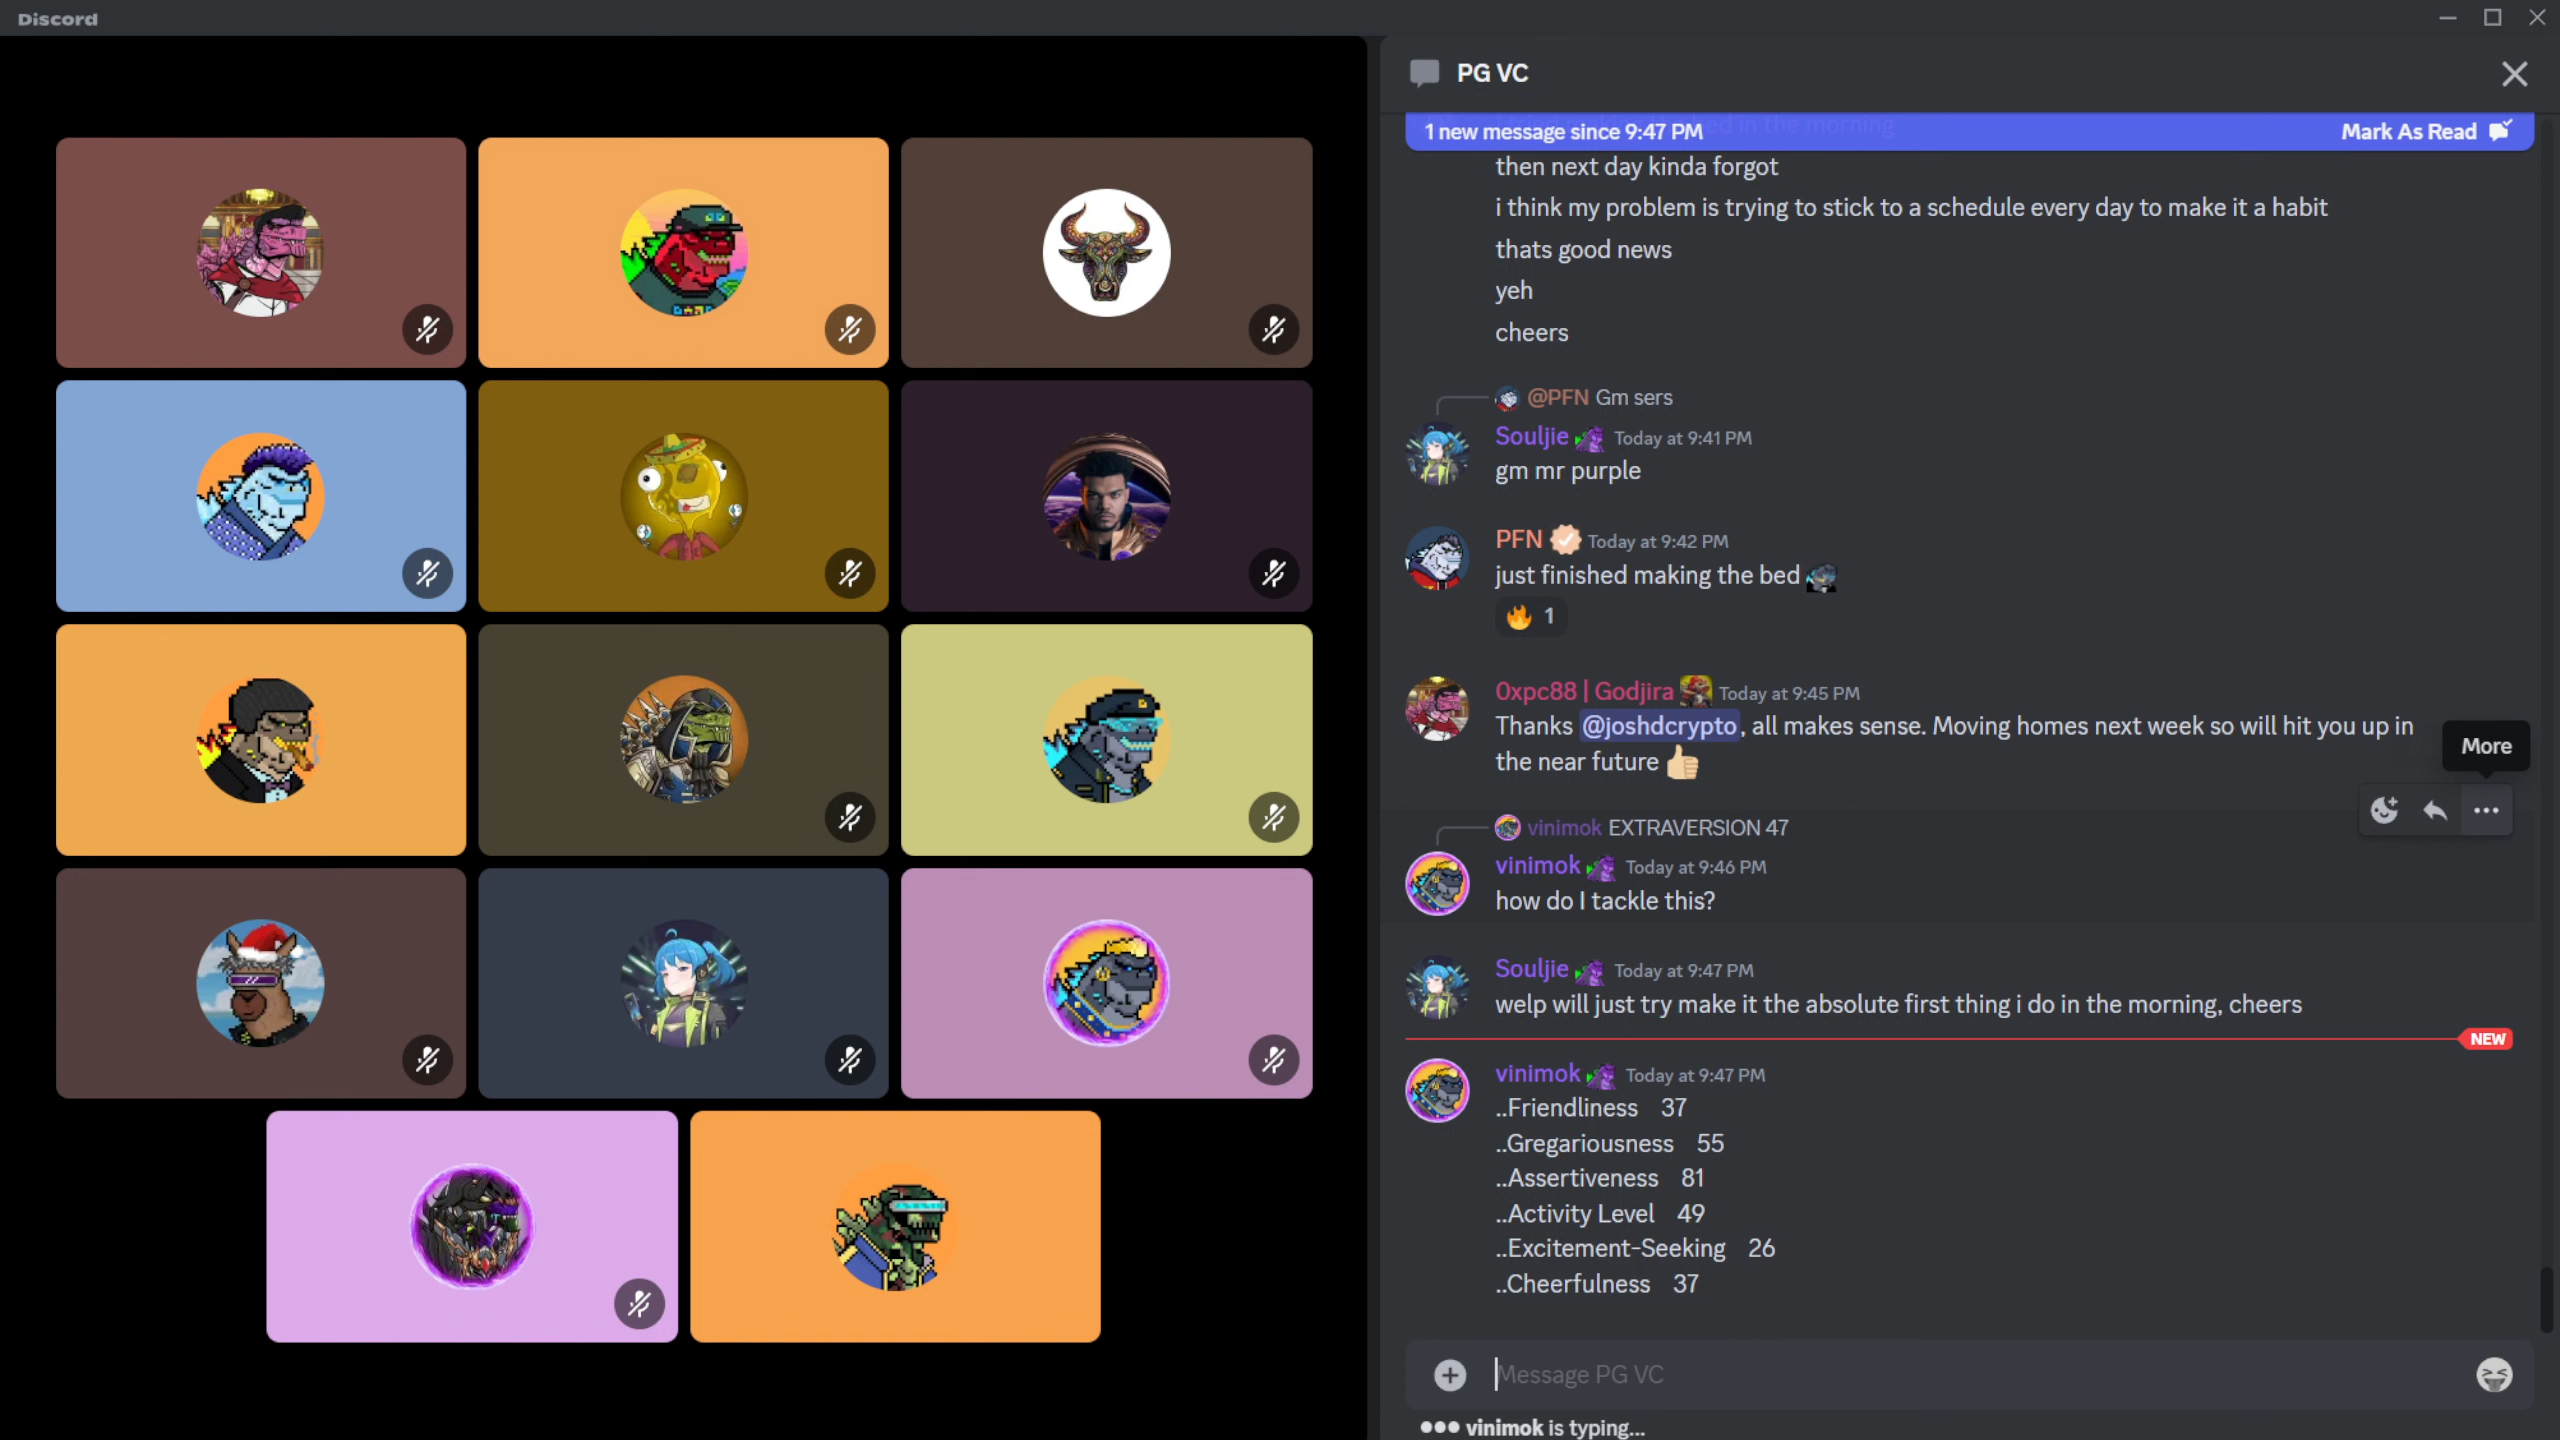 Discord
PG VC
1 new message since 9:47 PM
Mark As Read
then next day kinda forgot
i think my problem is trying to stick to a schedule every day to make it a habit
thats good news
yeh
cheers
@PFN Gm sers
Souljie Today at 9:41 PM
gm mr purple
PFN Today at 9:42 PM
just finished making the bed
🔥 1
0xpc88 | Godjira Today at 9:45 PM
Thanks @joshdcrypto, all makes sense. Moving homes next week so will hit you up in
the near future 👍
More
vinimok EXTRAVERSION 47
vinimok Today at 9:46 PM
how do I tackle this?
Souljie Today at 9:47 PM
welp will just try make it the absolute first thing i do in the morning, cheers
NEW
vinimok Today at 9:47 PM
..Friendliness 37
..Gregariousness 55
..Assertiveness 81
..Activity Level 49
..Excitement-Seeking 26
..Cheerfulness 37
Message PG VC
vinimok is typing...